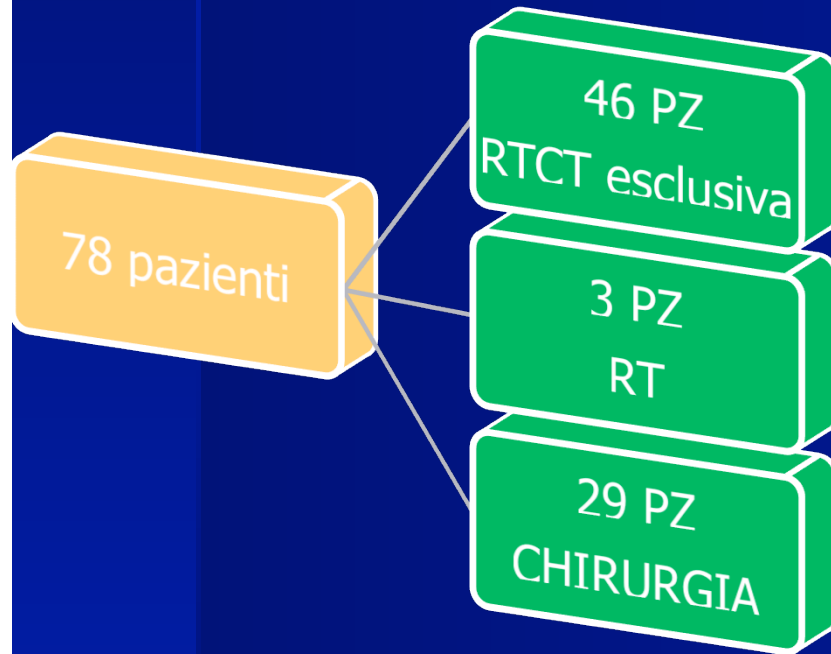 78 pazienti
46 PZ
RTCT esclusiva
3 PZ
RT
29 PZ
CHIRURGIA